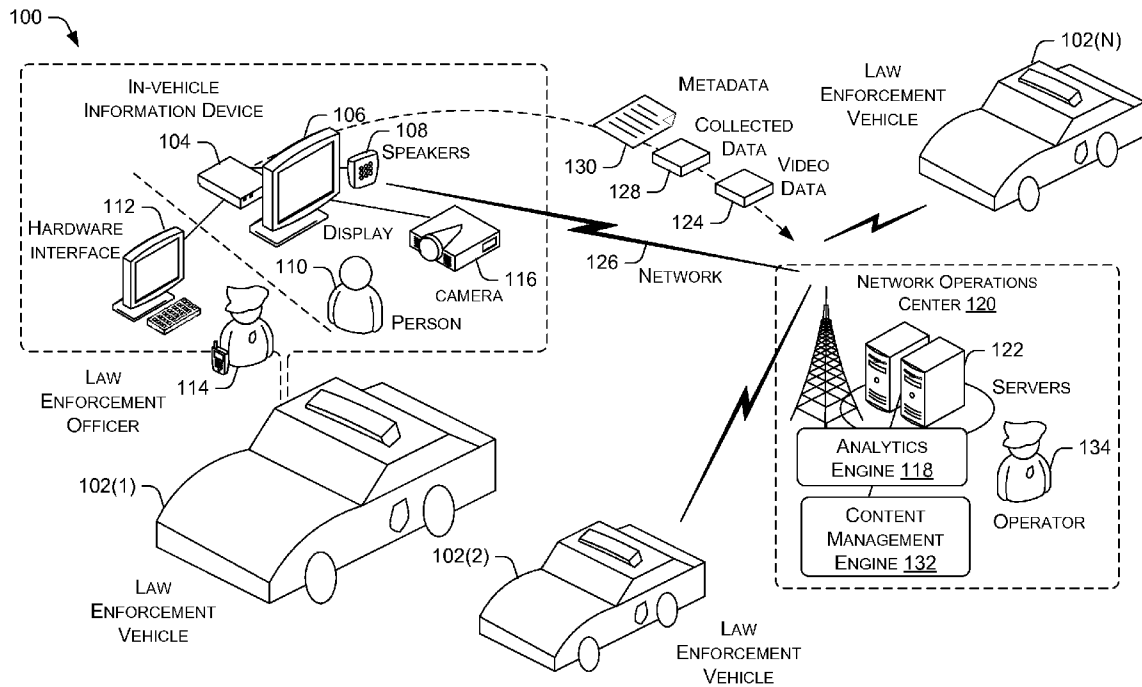 100
IN-VEHICLE
INFORMATION DEVICE
106
108
SPEAKERS
104
112
HARDWARE
INTERFACE
DISPLAY
110
116
CAMERA
PERSON
114
LAW
ENFORCEMENT
OFFICER
METADATA
130
COLLECTED
DATA
128
VIDEO
DATA
124
126
NETWORK
102(N)
LAW
ENFORCEMENT
VEHICLE
NETWORK OPERATIONS
CENTER 120
122
SERVERS
ANALYTICS
ENGINE 118
134
OPERATOR
CONTENT
MANAGEMENT
ENGINE 132
102(1)
LAW
ENFORCEMENT
VEHICLE
102(2)
LAW
ENFORCEMENT
VEHICLE